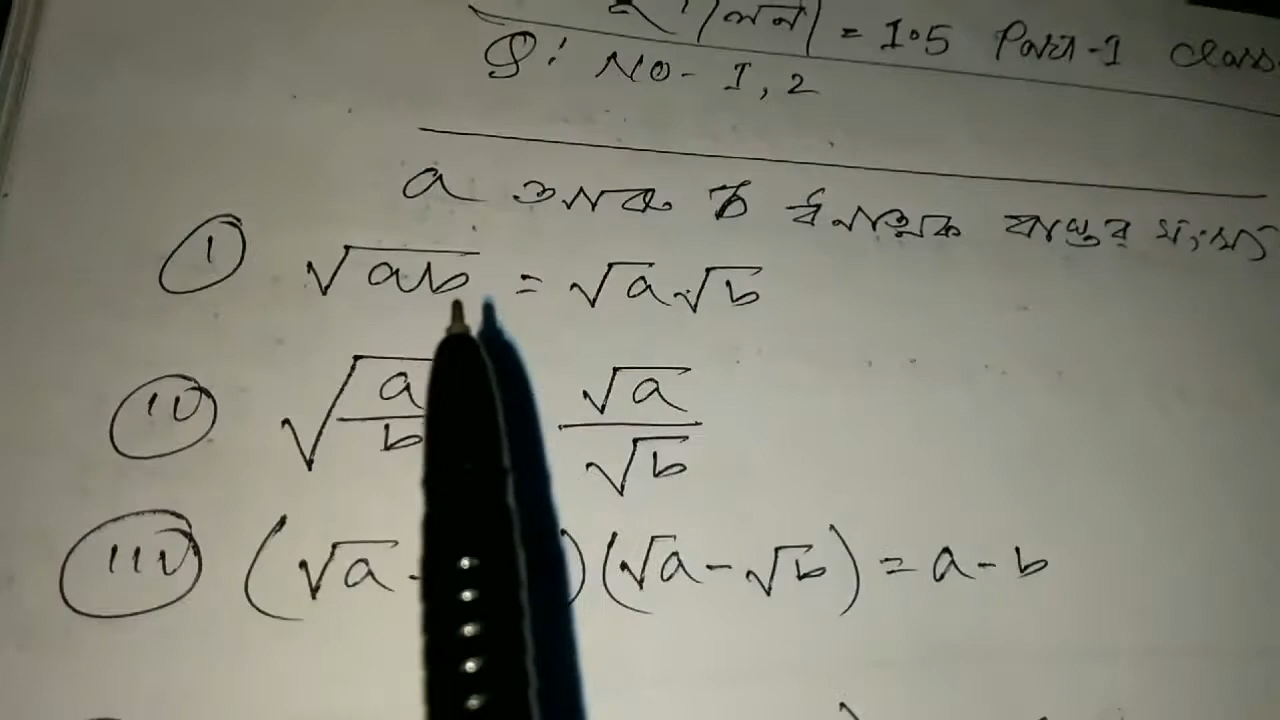 = 1.5 Part-1 Class
Q: NO- 1, 2
a এবং b ধনাত্মক বাস্তব সংখ্যা
(i) √ab = √a.√b
(ii) √a/b √a/√b
(iii) (√a )(√a-√b) = a-b